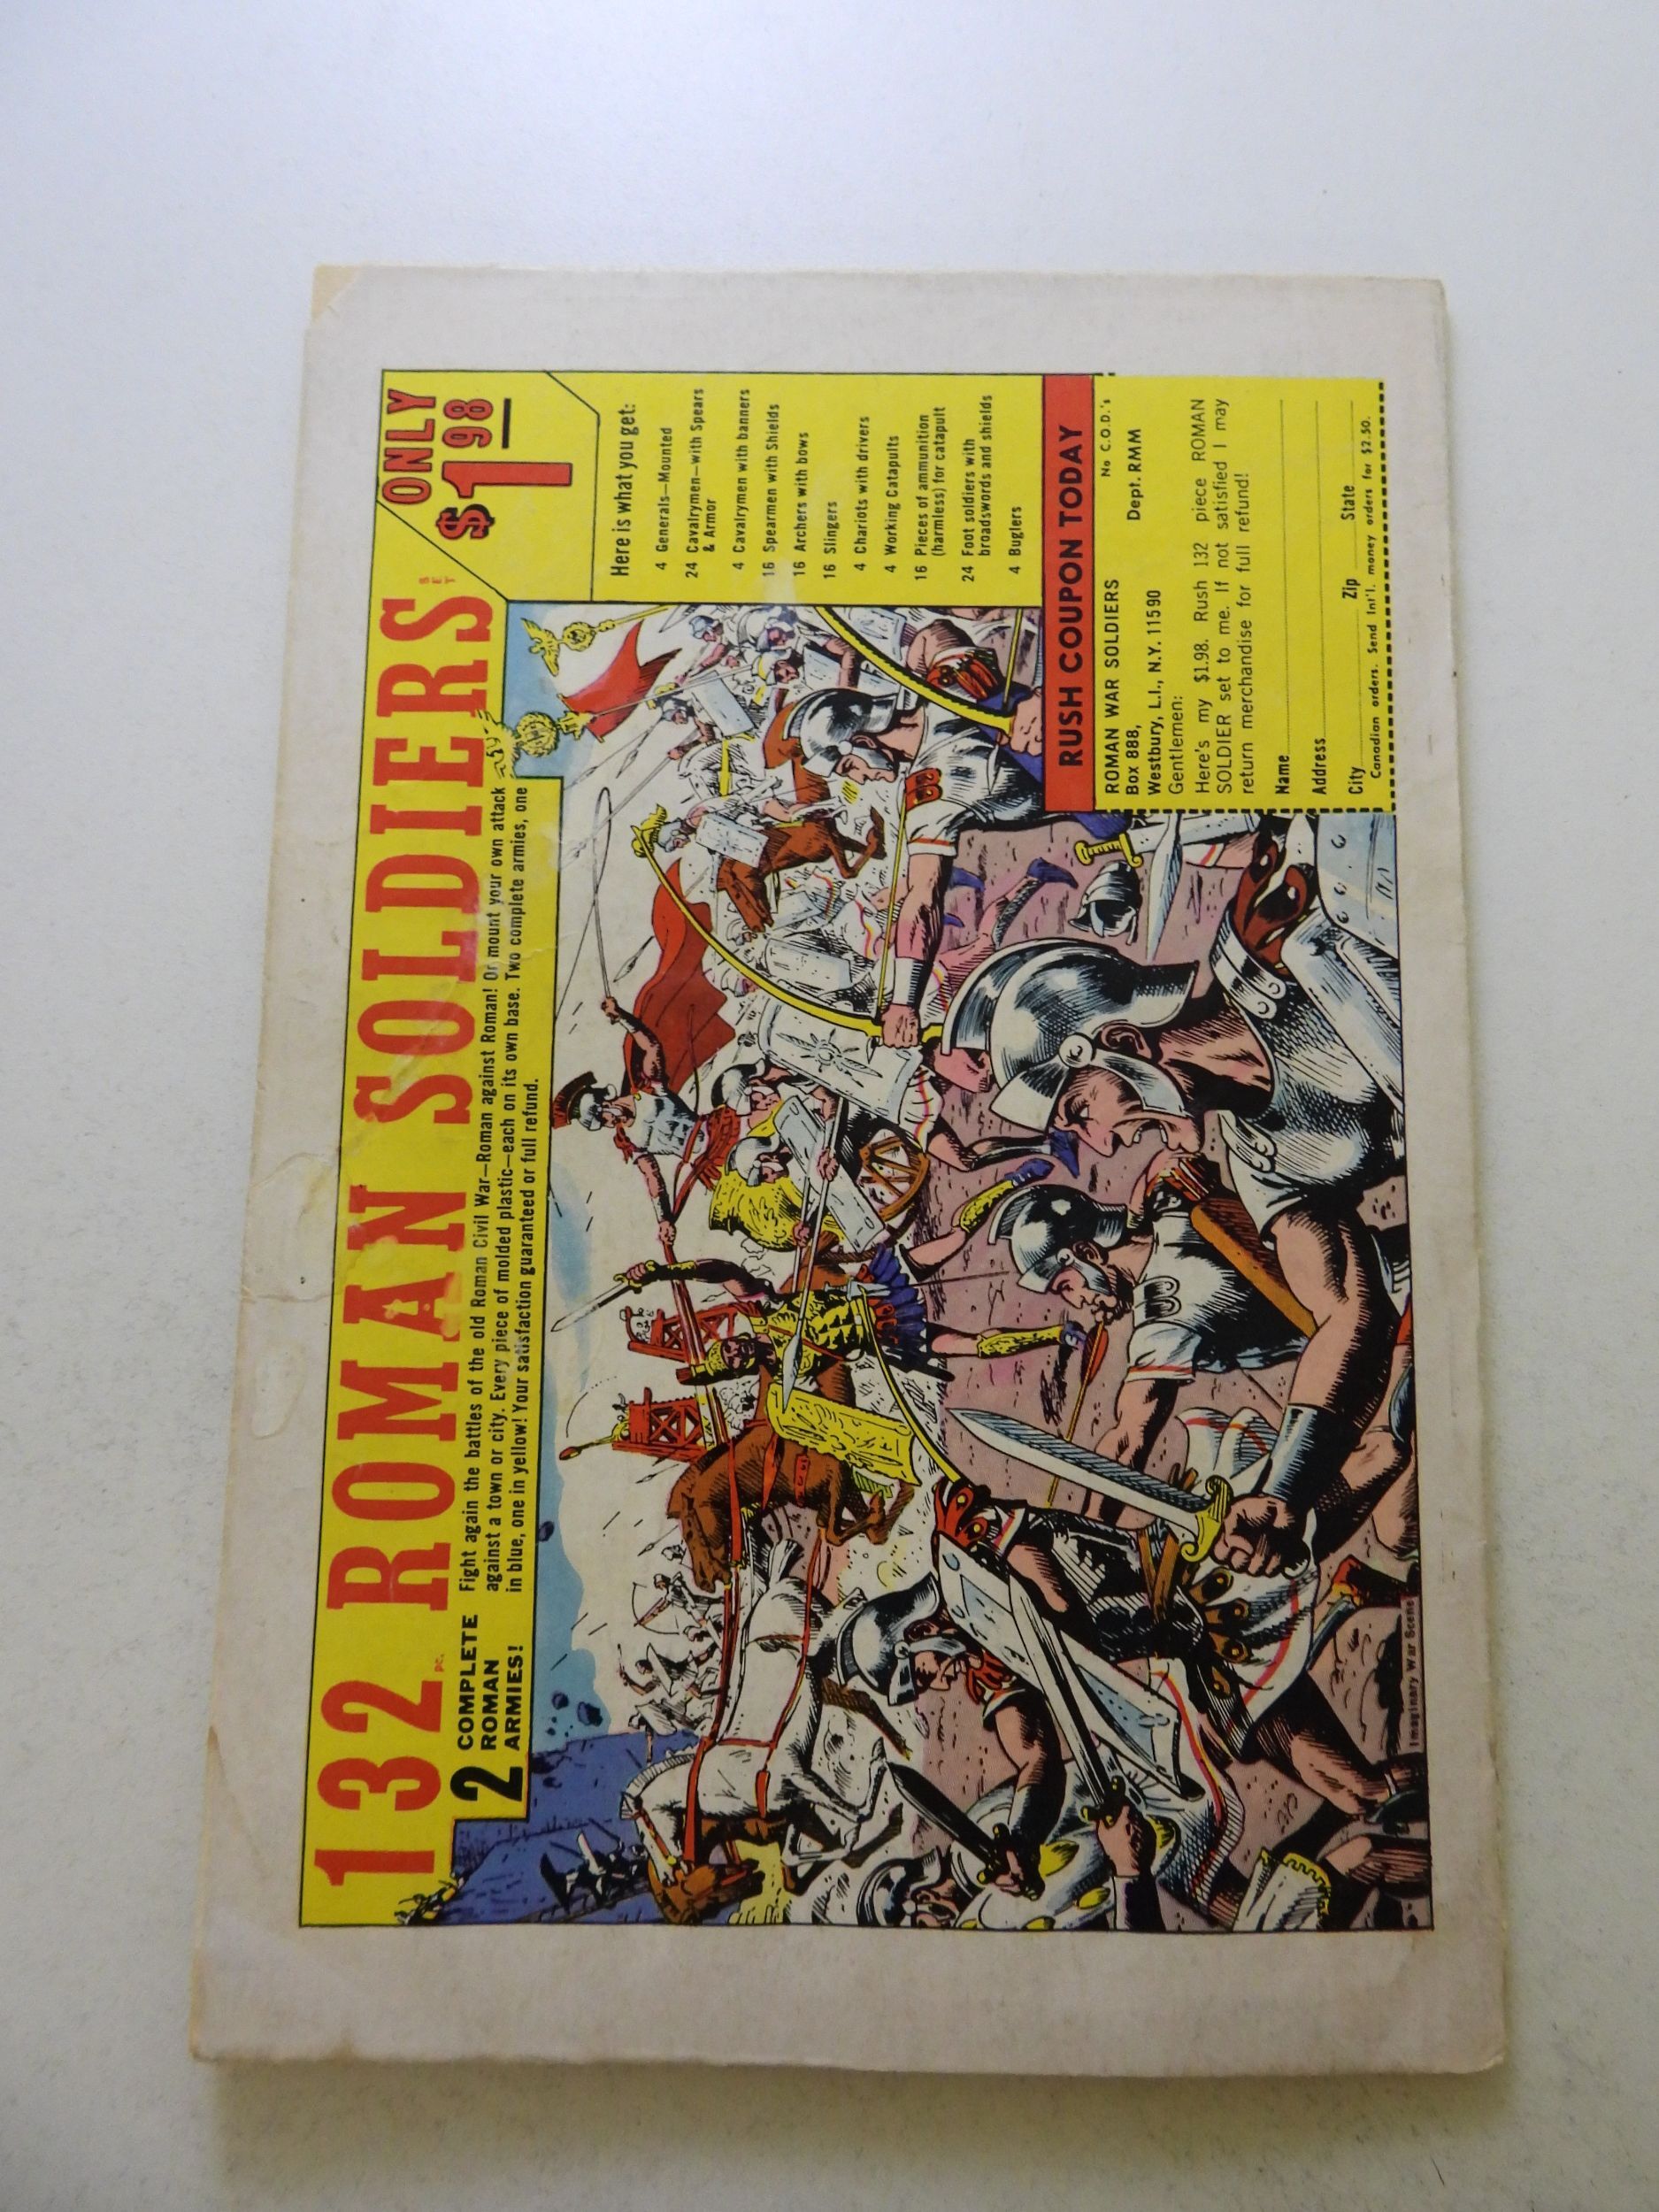 132 PC. ROMAN SOLDIERS SET
ONLY
$1.98
2 COMPLETE
ROMAN
ARMIES!
Fight again the battles of the old Roman Civil War—Roman against Roman! Or mount your own attack
against a town or city. Every piece of molded plastic—each on its own base. Two complete armies, one
in blue, one in yellow! Your satisfaction guaranteed or full refund.
Here is what you get:
4 Generals—Mounted
24 Cavalrymen—with Spears
& Armor
4 Cavalrymen with banners
16 Spearmen with Shields
16 Archers with bows
16 Slingers
4 Chariots with drivers
4 Working Catapults
16 Pieces of ammunition
(harmless) for catapult
24 Foot soldiers with
broadswords and shields
4 Buglers
RUSH COUPON TODAY
ROMAN WAR SOLDIERS No C.O.D.'s
Box 888,
Westbury, L.I., N.Y. 11590 Dept. RMM
Gentlemen:
Here's my $1.98. Rush 132 piece ROMAN
SOLDIER set to me. If not satisfied I may
return merchandise for full refund!
Name
Address
City Zip State
Canadian orders. Send Int'l. money orders for $2.50.
Imaginary War Scene